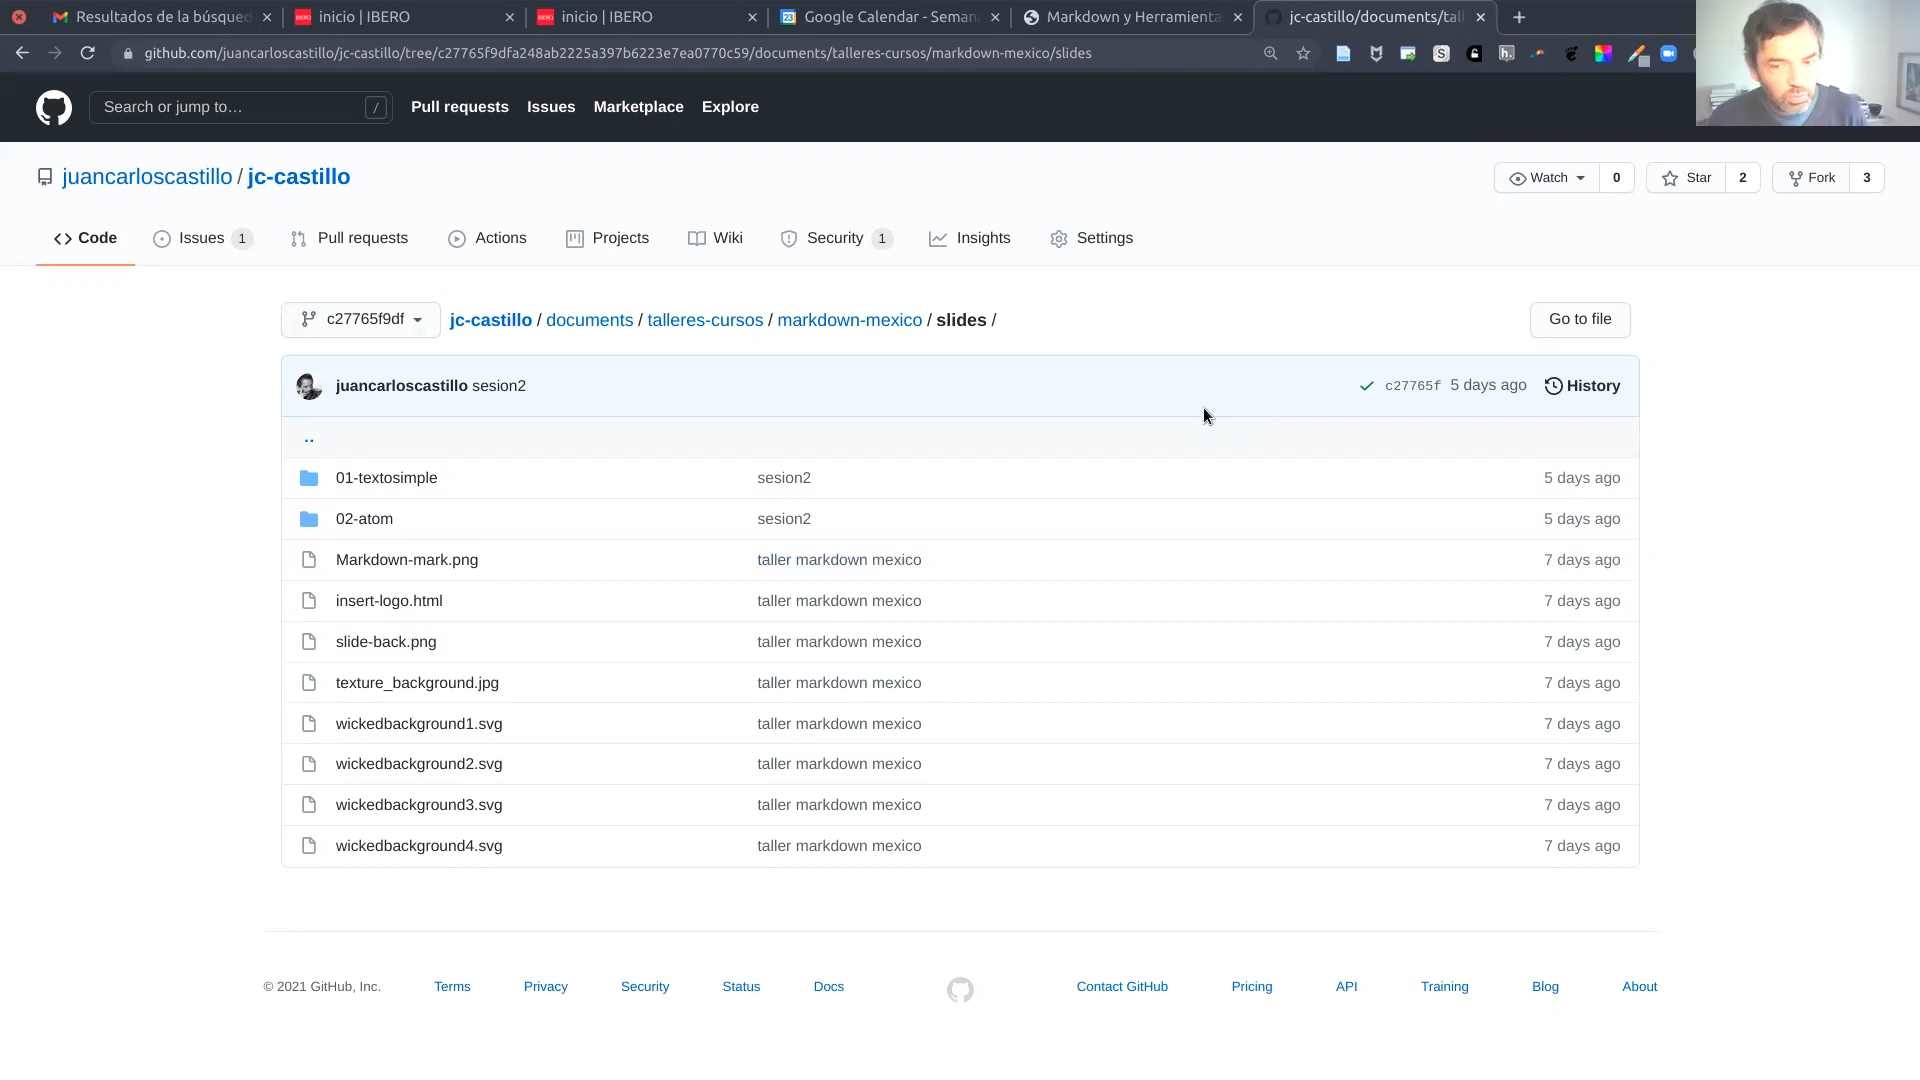 Resultados de la búsqued
inicio | IBERO
inicio | IBERO
Google Calendar - Seman
Markdown y Herramienta
jc-castillo/documents/tall
github.com/juancarloscastillo/jc-castillo/tree/c27765f9dfa248ab2225a397b6223e7ea0770c59/documents/talleres-cursos/markdown-mexico/slides
Search or jump to… / Pull requests Issues Marketplace Explore
juancarloscastillo / jc-castillo Watch 0 Star 2 Fork 3
Code Issues 1 Pull requests Actions Projects Wiki Security 1 Insights Settings
c27765f9df jc-castillo / documents / talleres-cursos / markdown-mexico / slides / Go to file
juancarloscastillo sesion2 c27765f 5 days ago History
..
01-textosimple sesion2 5 days ago
02-atom sesion2 5 days ago
Markdown-mark.png taller markdown mexico 7 days ago
insert-logo.html taller markdown mexico 7 days ago
slide-back.png taller markdown mexico 7 days ago
texture_background.jpg taller markdown mexico 7 days ago
wickedbackground1.svg taller markdown mexico 7 days ago
wickedbackground2.svg taller markdown mexico 7 days ago
wickedbackground3.svg taller markdown mexico 7 days ago
wickedbackground4.svg taller markdown mexico 7 days ago
© 2021 GitHub, Inc. Terms Privacy Security Status Docs Contact GitHub Pricing API Training Blog About